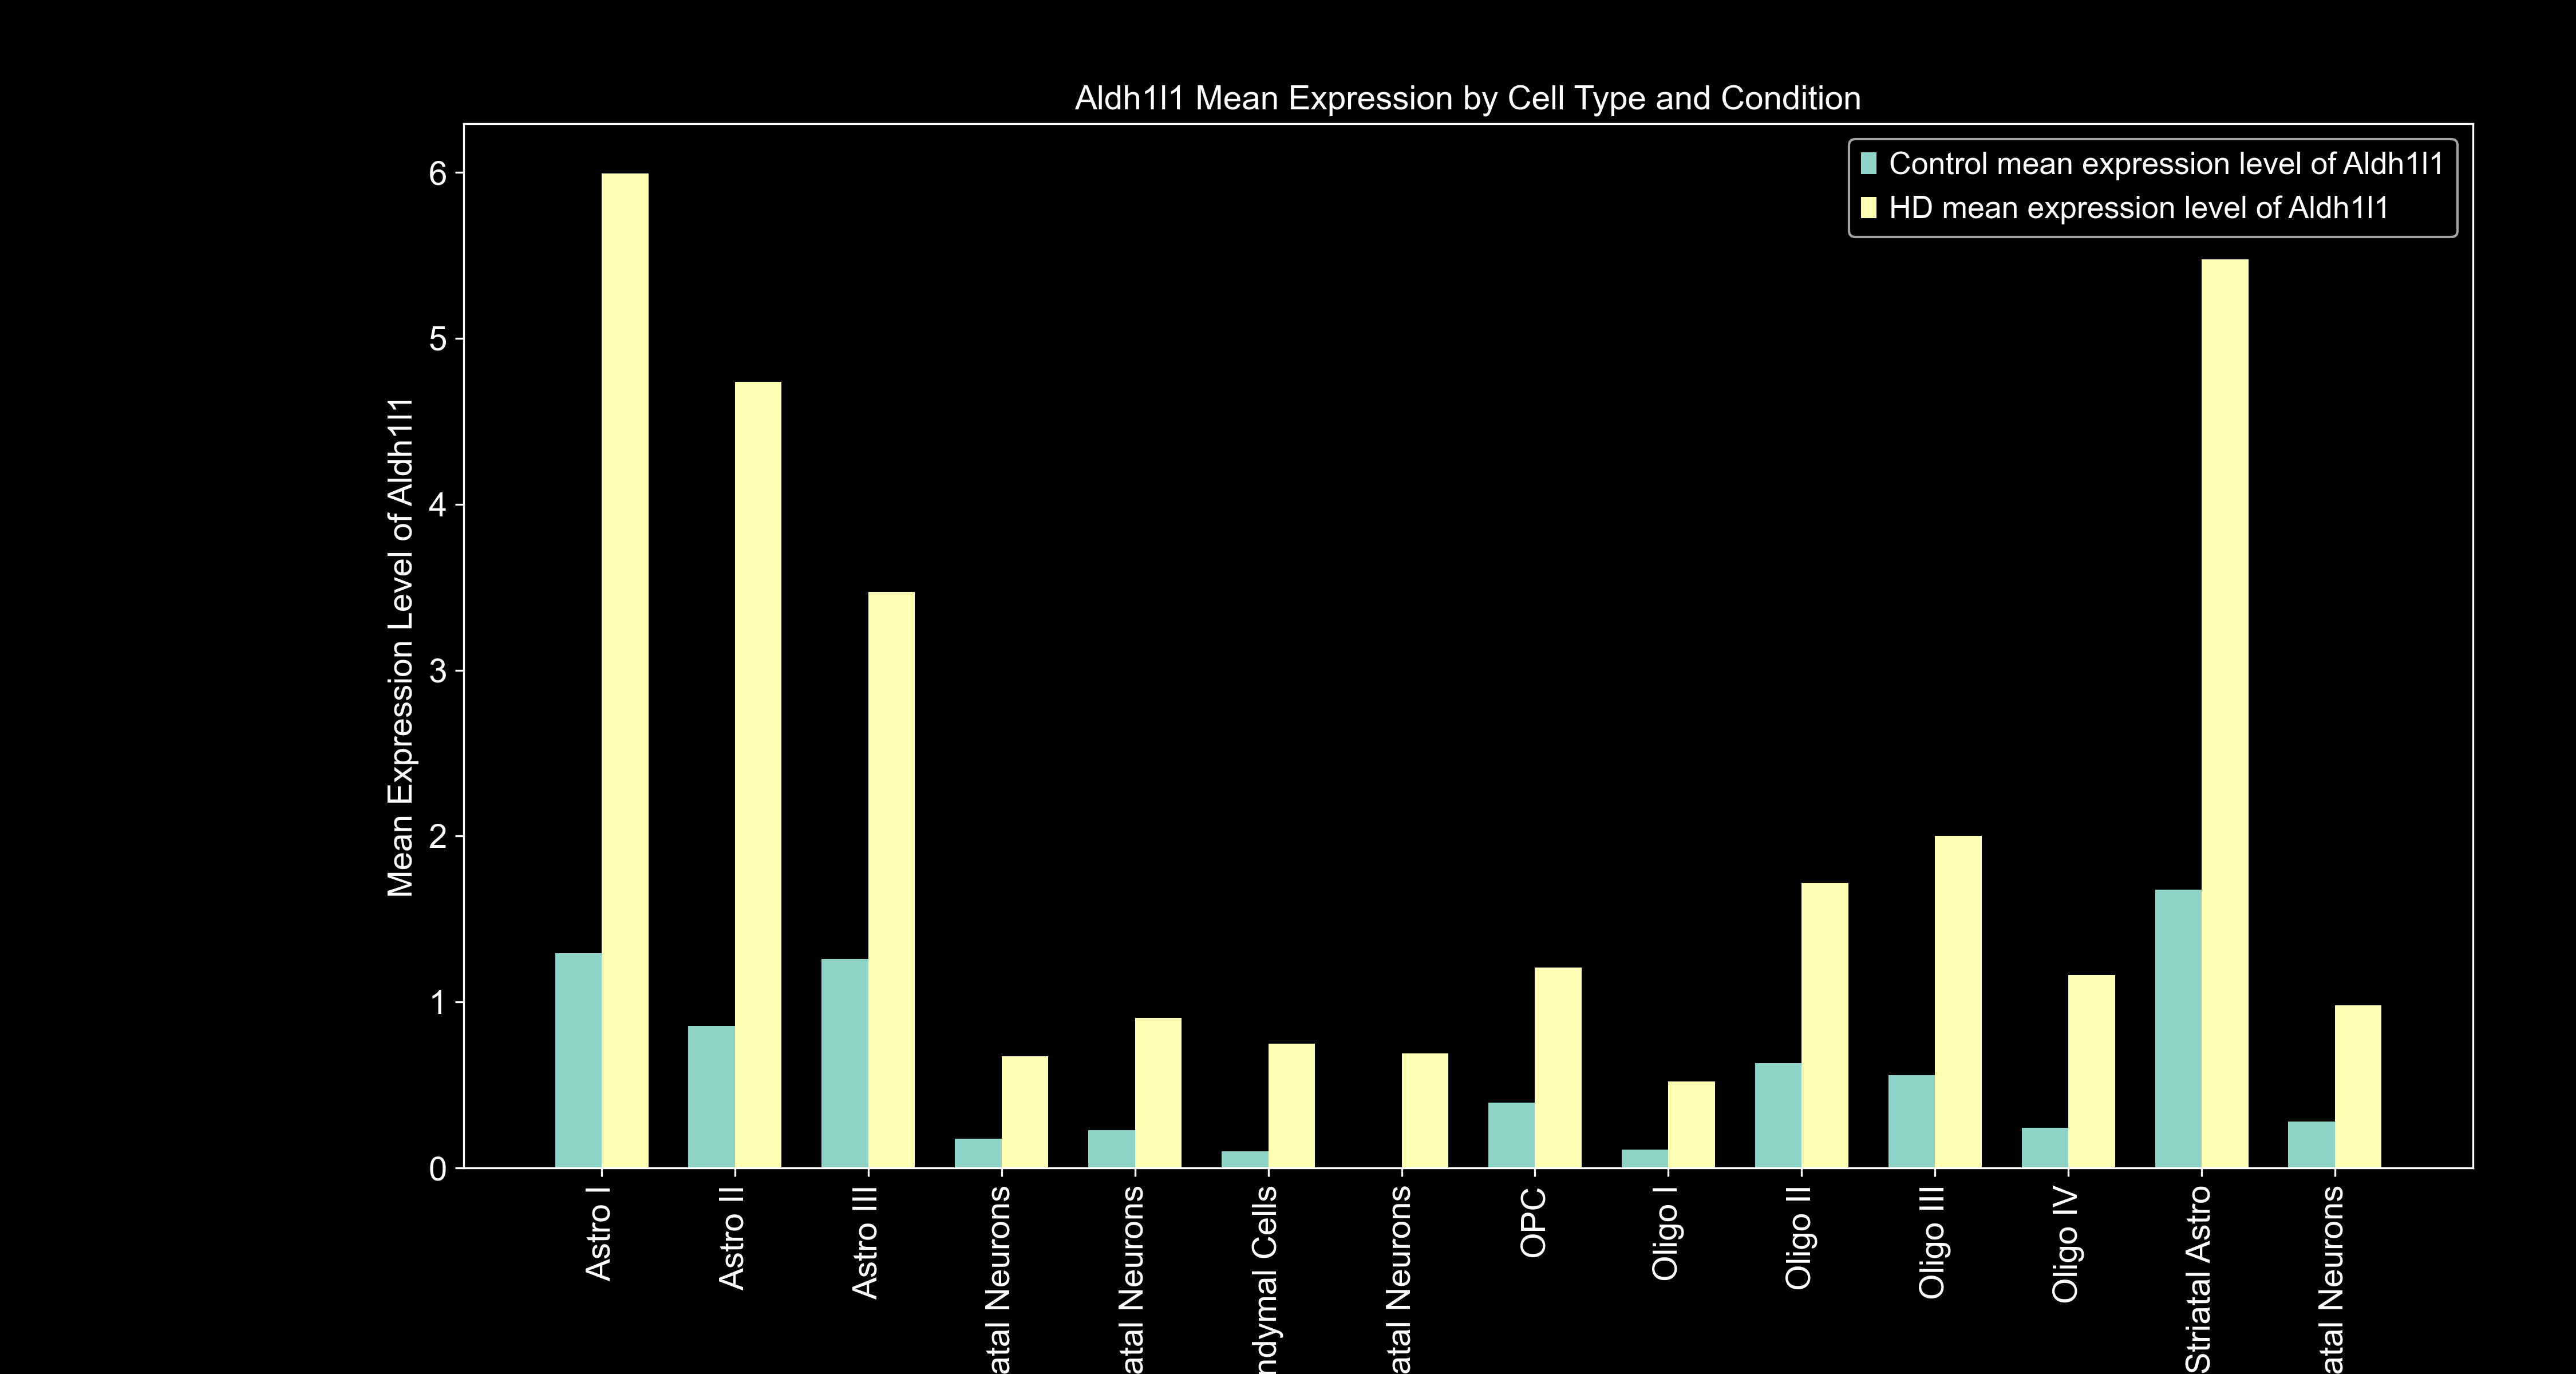 Aldh1l1 Mean Expression by Cell Type and Condition
Control mean expression level of Aldh1l1
HD mean expression level of Aldh1l1
Mean Expression Level of Aldh1l1
6
5
4
3
2
1
0
Astro I
Astro II
Astro III
atal Neurons
atal Neurons
ndymal Cells
atal Neurons
OPC
Oligo I
Oligo II
Oligo III
Oligo IV
Striatal Astro
atal Neurons